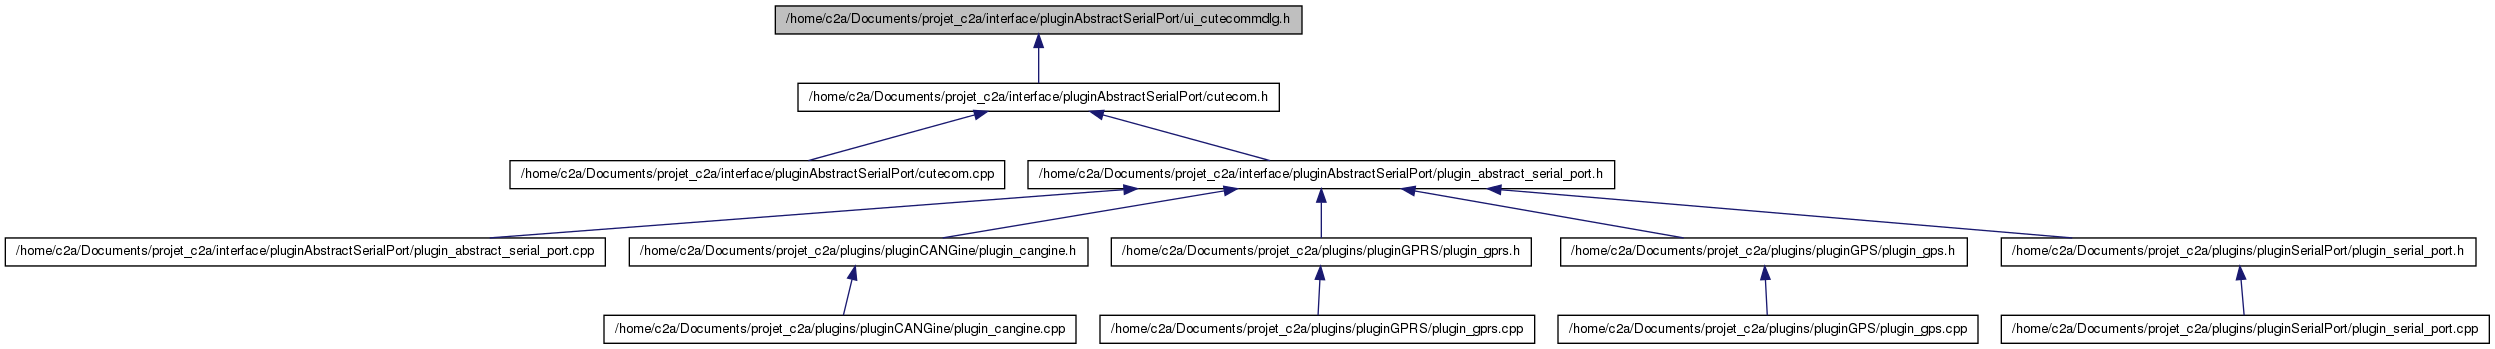 /home/c2a/Documents/projet_c2a/interface/pluginAbstractSerialPort/ui_cutecommdlg.h
/home/c2a/Documents/projet_c2a/interface/pluginAbstractSerialPort/cutecom.h
/home/c2a/Documents/projet_c2a/interface/pluginAbstractSerialPort/cutecom.cpp
/home/c2a/Documents/projet_c2a/interface/pluginAbstractSerialPort/plugin_abstract_serial_port.h
/home/c2a/Documents/projet_c2a/interface/pluginAbstractSerialPort/plugin_abstract_serial_port.cpp
/home/c2a/Documents/projet_c2a/plugins/pluginCANGine/plugin_cangine.h
/home/c2a/Documents/projet_c2a/plugins/pluginGPRS/plugin_gprs.h
/home/c2a/Documents/projet_c2a/plugins/pluginGPS/plugin_gps.h
/home/c2a/Documents/projet_c2a/plugins/pluginSerialPort/plugin_serial_port.h
/home/c2a/Documents/projet_c2a/plugins/pluginCANGine/plugin_cangine.cpp
/home/c2a/Documents/projet_c2a/plugins/pluginGPRS/plugin_gprs.cpp
/home/c2a/Documents/projet_c2a/plugins/pluginGPS/plugin_gps.cpp
/home/c2a/Documents/projet_c2a/plugins/pluginSerialPort/plugin_serial_port.cpp